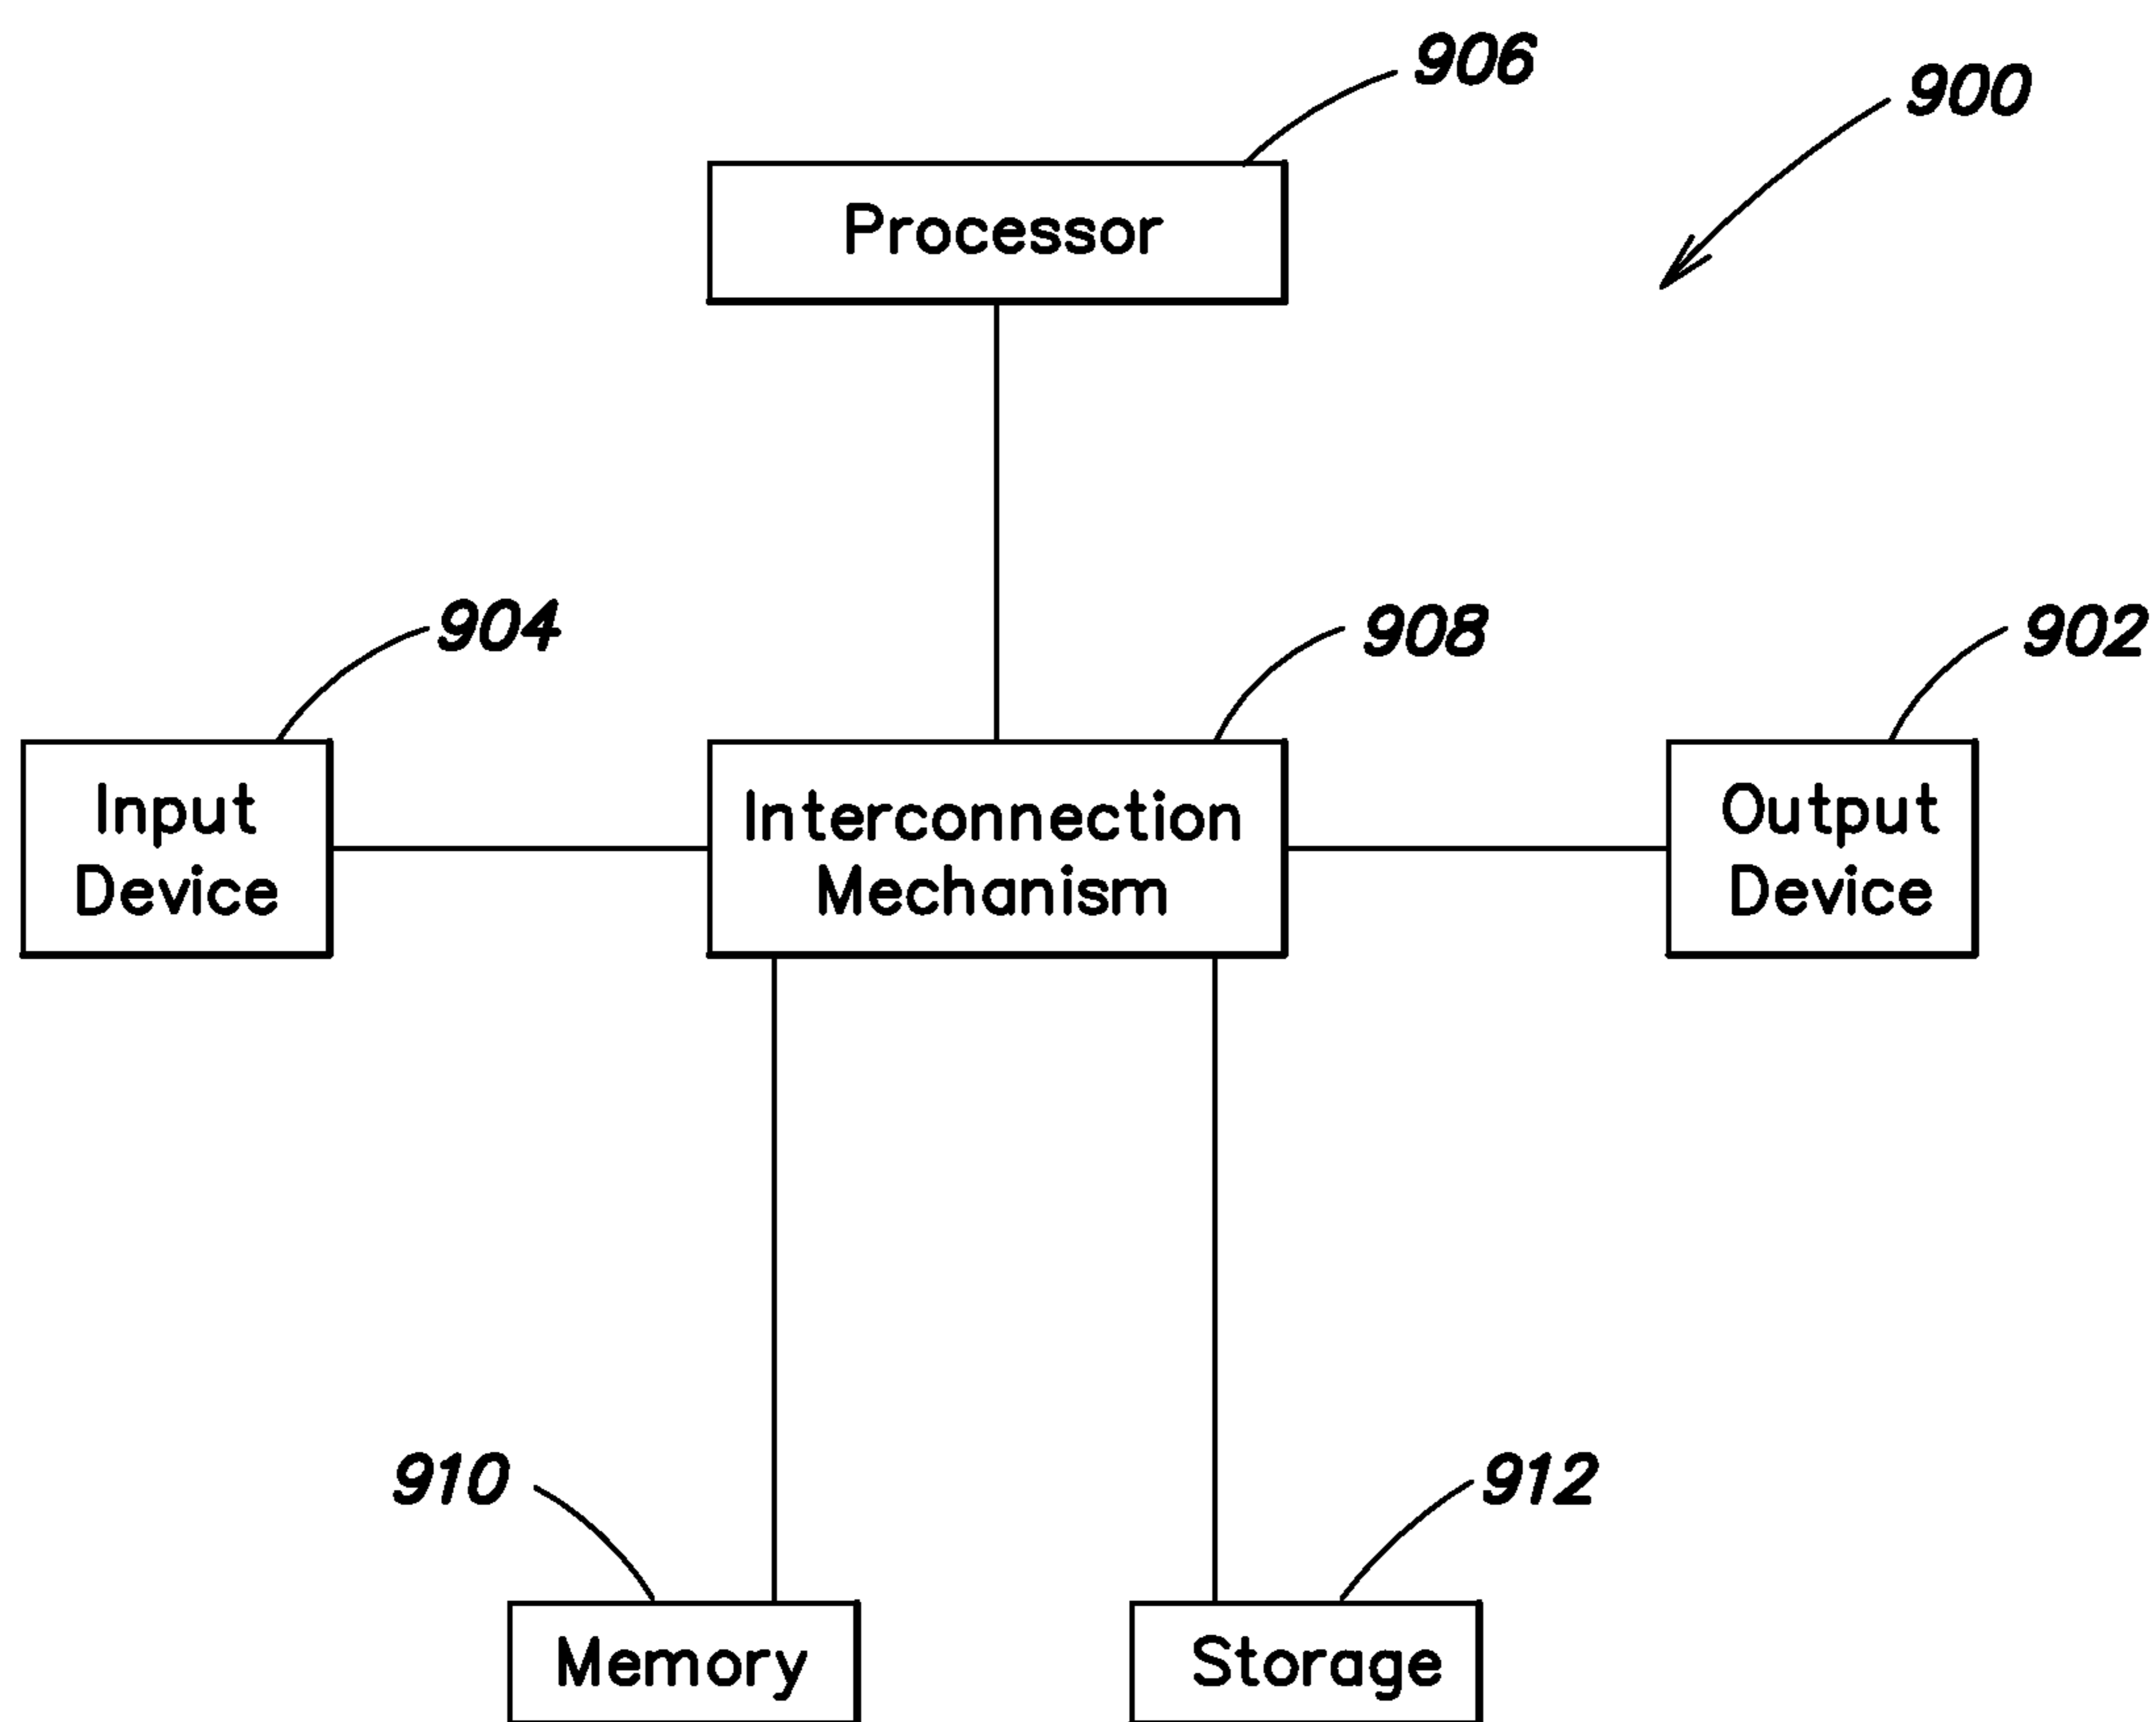 906
900
Processor
904
908
902
Input
Device
Interconnection
Mechanism
Output
Device
910
912
Memory
Storage